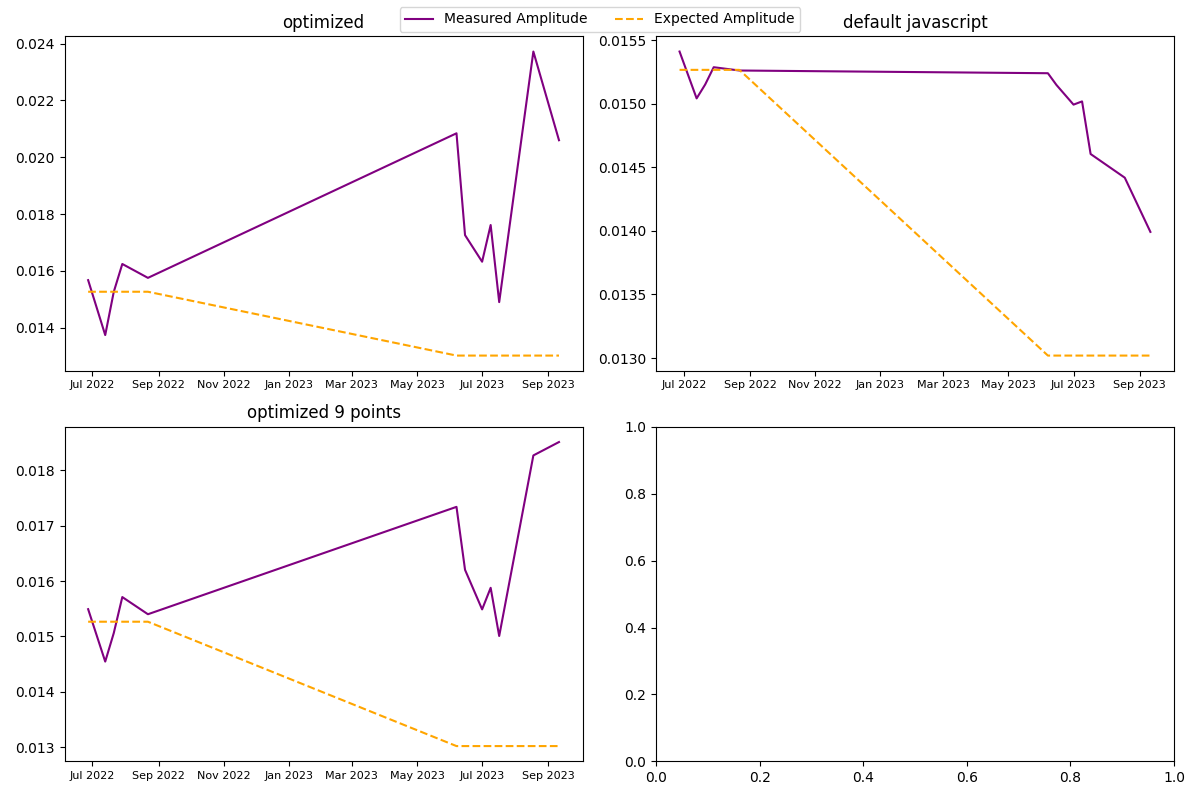 optimized
Measured Amplitude
Expected Amplitude
default javascript
0.024
0.022
0.020
0.018
0.016
0.014
Jul 2022 Sep 2022 Nov 2022 Jan 2023 Mar 2023 May 2023 Jul 2023 Sep 2023
0.0155
0.0150
0.0145
0.0140
0.0135
0.0130
Jul 2022 Sep 2022 Nov 2022 Jan 2023 Mar 2023 May 2023 Jul 2023 Sep 2023
optimized 9 points
0.018
0.017
0.016
0.015
0.014
0.013
Jul 2022 Sep 2022 Nov 2022 Jan 2023 Mar 2023 May 2023 Jul 2023 Sep 2023
1.0
0.8
0.6
0.4
0.2
0.0
0.0 0.2 0.4 0.6 0.8 1.0